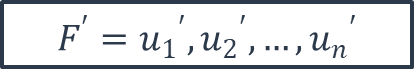 F′ = u₁′, u₂′, …, uₙ′